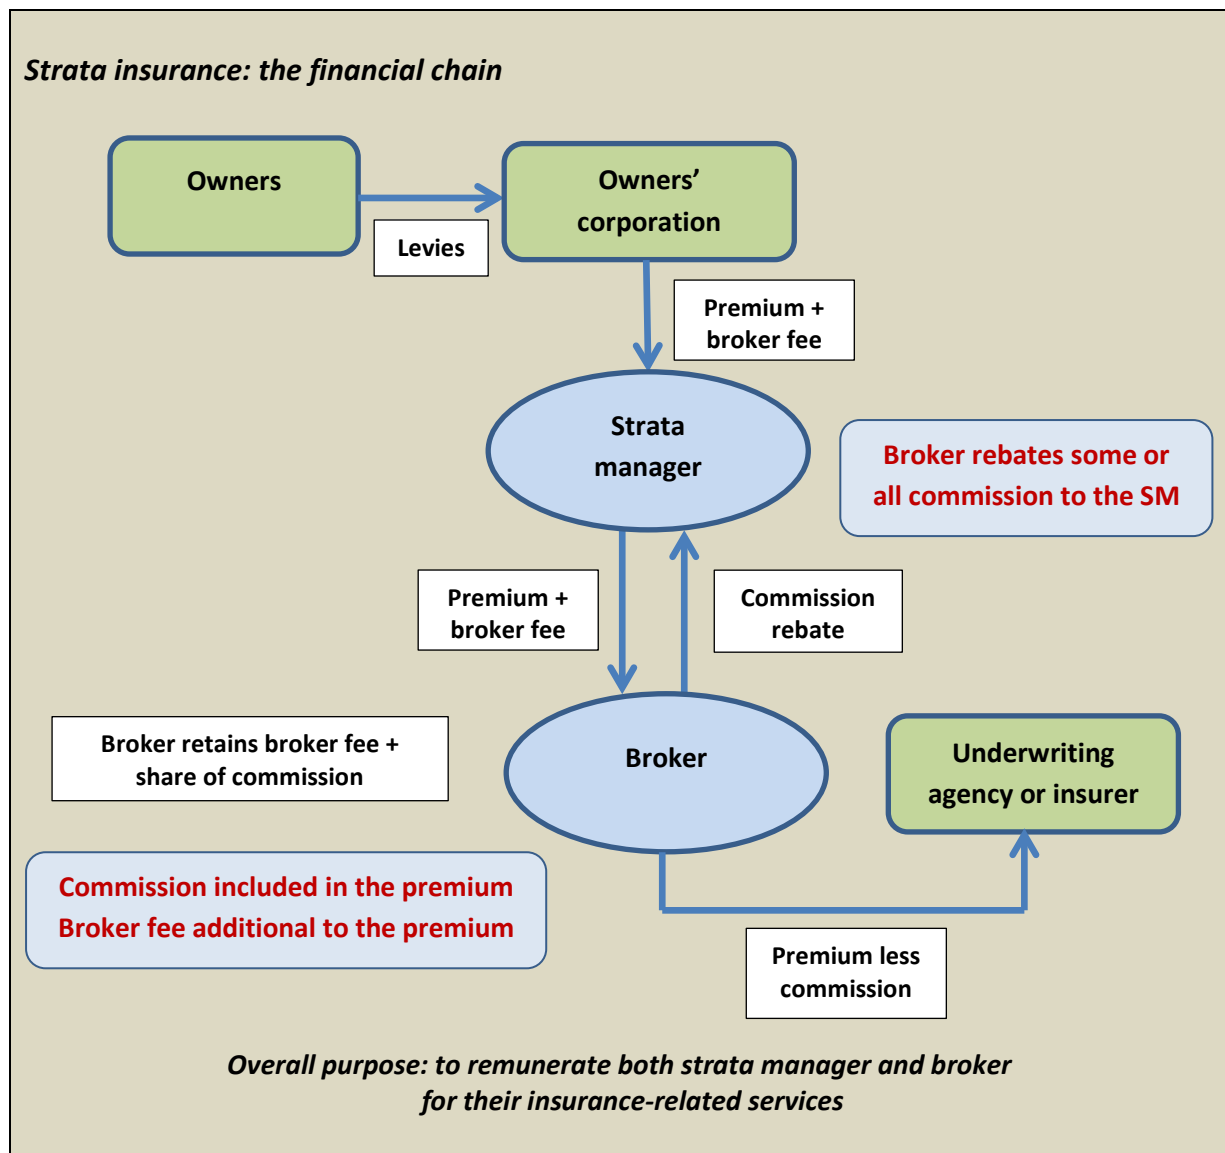 Strata insurance: the financial chain
Owners
Owners’
corporation
Levies
Premium +
broker fee
Strata
manager
Broker rebates some or
all commission to the SM
Premium +
broker fee
Commission
rebate
Broker retains broker fee +
share of commission
Broker
Underwriting
agency or insurer
Commission included in the premium
Broker fee additional to the premium
Premium less
commission
Overall purpose: to remunerate both strata manager and broker
for their insurance-related services